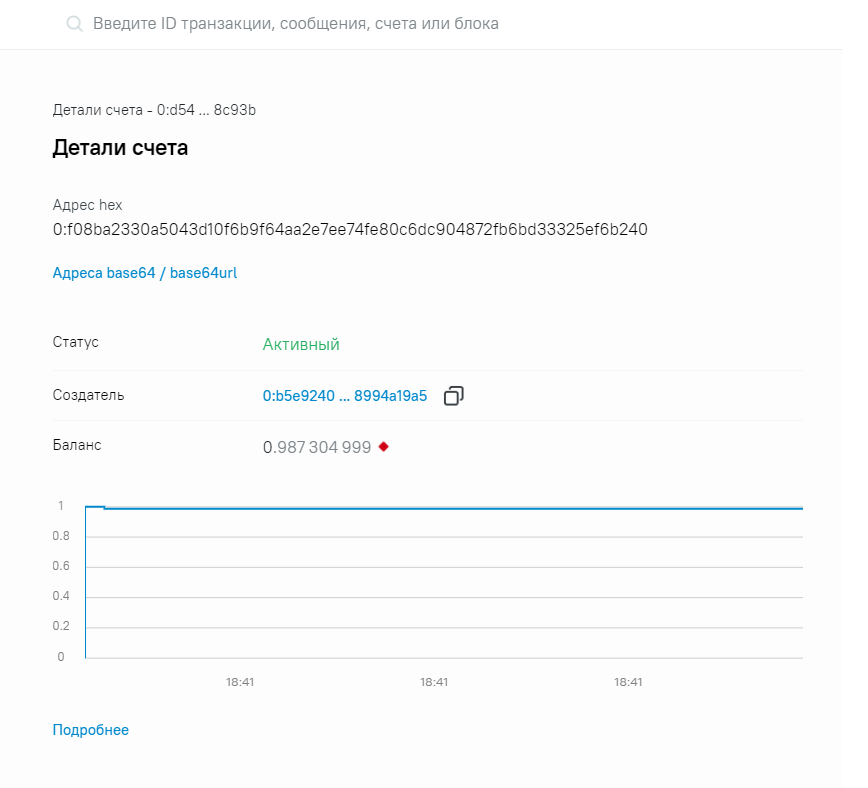 Введите ID транзакции, сообщения, счета или блока
Детали счета - 0:d54 ... 8c93b
Детали счета
Адрес hex
0:f08ba2330a5043d10f6b9f64aa2e7ee74fe80c6dc904872fb6bd33325ef6b240
Адреса base64 / base64url
Статус Активный
Создатель 0:b5e9240 ... 8994a19a5
Баланс 0.987 304 999
1
0.8
0.6
0.4
0.2
0
18:41 18:41 18:41
Подробнее